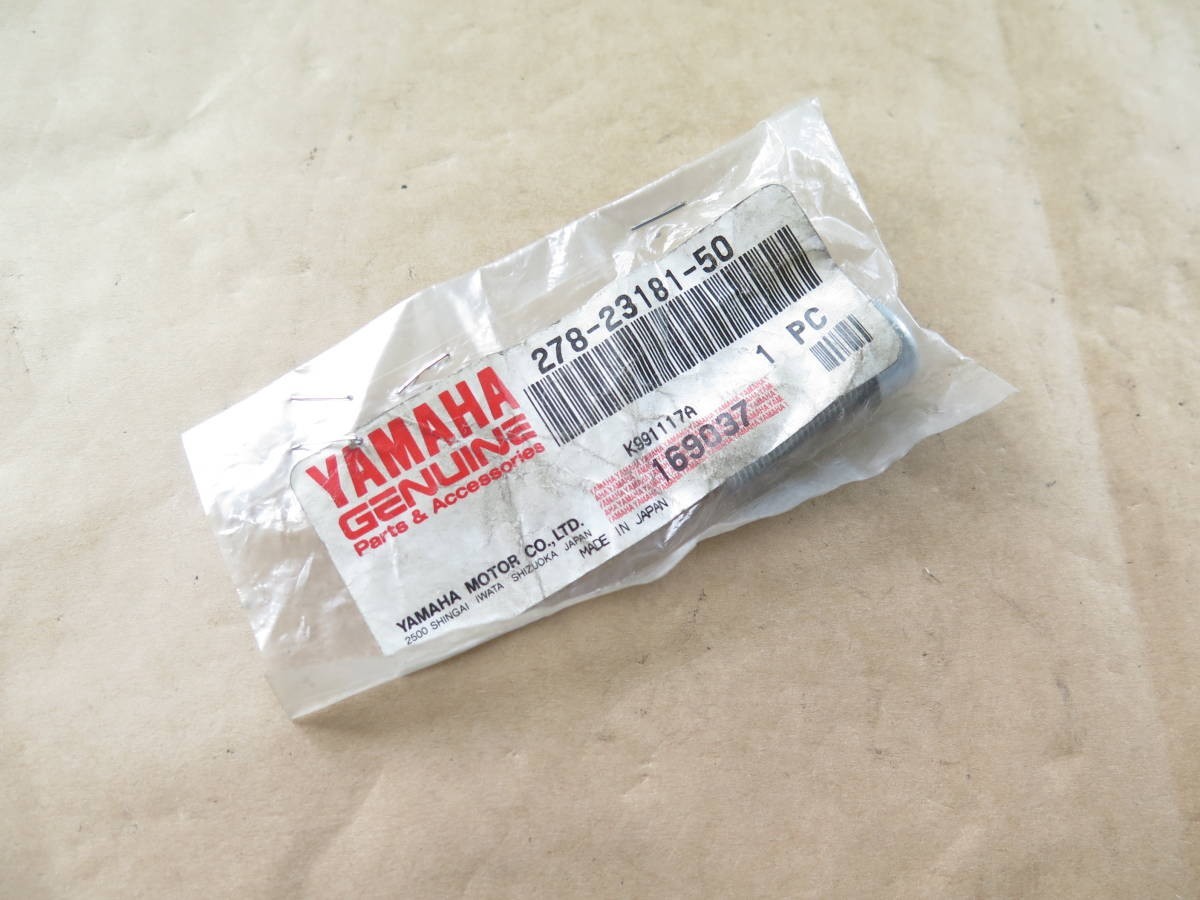 278-23181-50
1 PC
YAMAHA
GENUINE
Parts & Accessories
K991117A
169037
YAMAHA MOTOR CO., LTD.
2500 SHINGAI IWATA SHIZUOKA JAPAN
MADE IN JAPAN